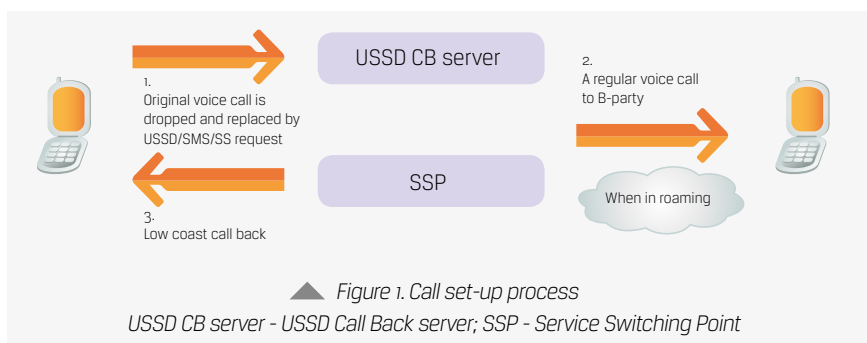 USSD CB server
1.
Original voice call is
dropped and replaced by
USSD/SMS/SS request
2.
A regular voice call
to B-party
SSP
When in roaming
3.
Low coast call back
Figure 1. Call set-up process
USSD CB server - USSD Call Back server; SSP - Service Switching Point